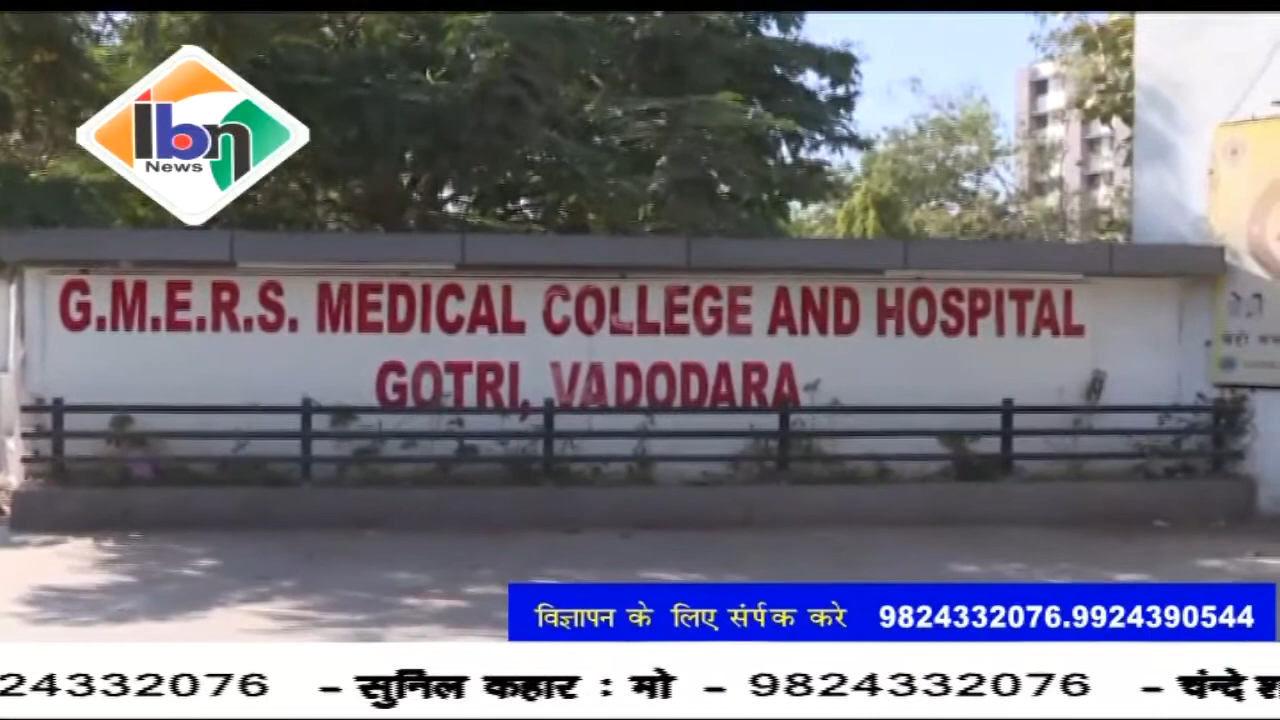 ibn
News
G.M.E.R.S. MEDICAL COLLEGE AND HOSPITAL
GOTRI, VADODARA
विज्ञापन के लिए संर्पक करे 9824332076.9924390544
24332076 - सुनिल कहार : मो - 9824332076 - चंन्दे